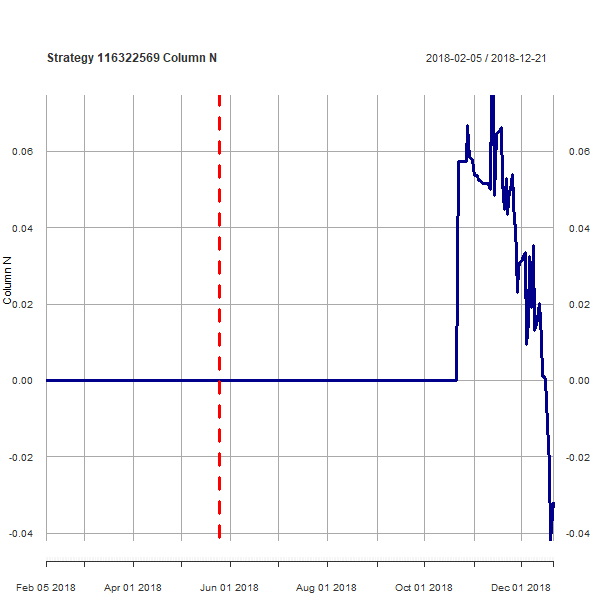 Strategy 116322569 Column N
2018-02-05 / 2018-12-21
Column N
0.06
0.04
0.02
0.00
-0.02
-0.04
0.06
0.04
0.02
0.00
-0.02
-0.04
Feb 05 2018
Apr 01 2018
Jun 01 2018
Aug 01 2018
Oct 01 2018
Dec 01 2018